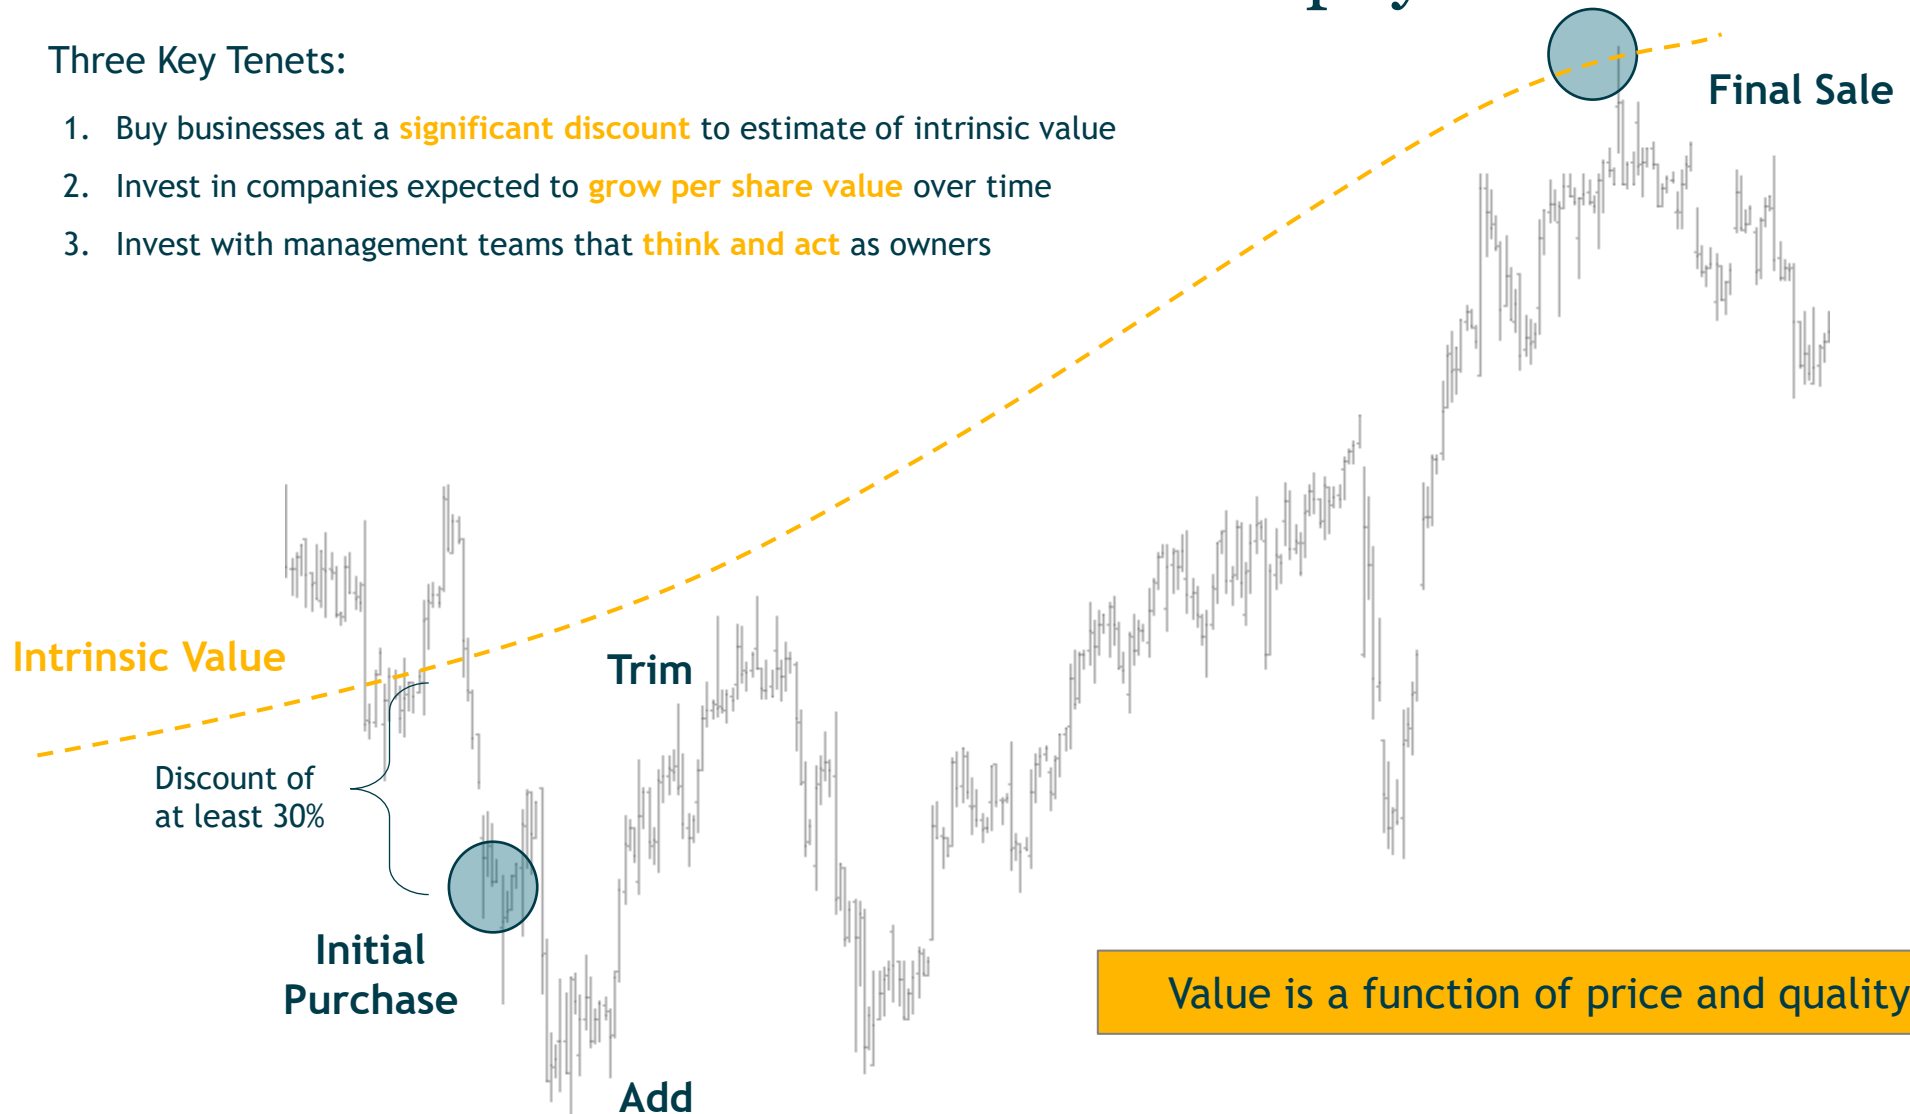 Three Key Tenets:
1. Buy businesses at a significant discount to estimate of intrinsic value
2. Invest in companies expected to grow per share value over time
3. Invest with management teams that think and act as owners
Final Sale
Intrinsic Value
Trim
Discount of
at least 30%
Initial
Purchase
Value is a function of price and quality
Add